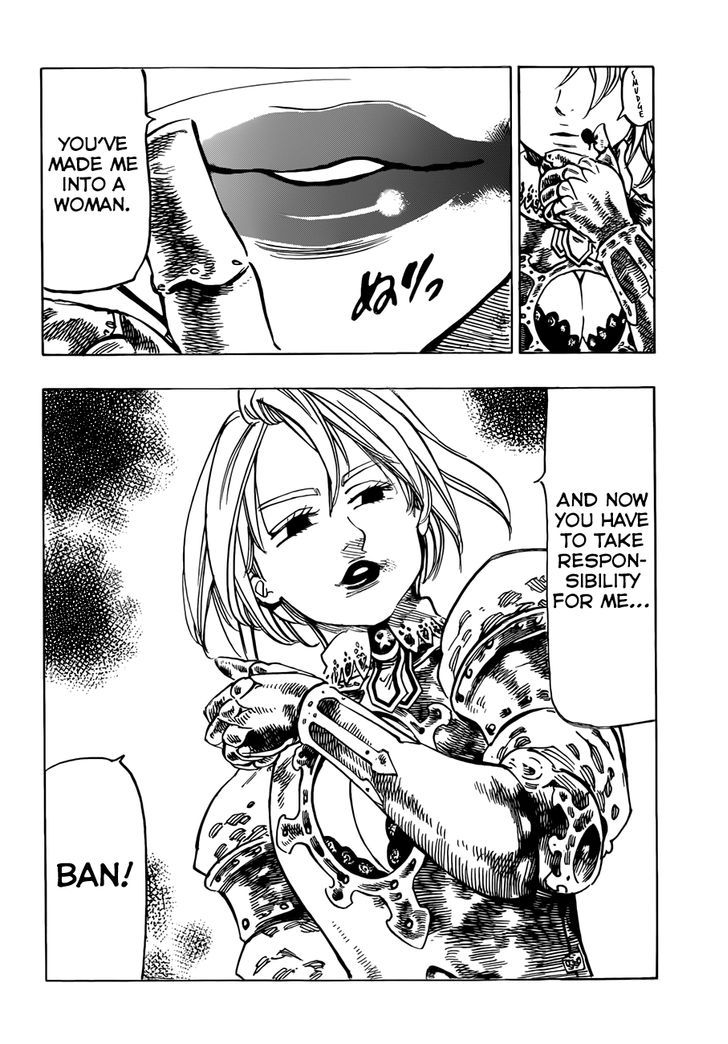 SMUDGE
YOU'VE
MADE ME
INTO A
WOMAN.
ぬりっ
AND NOW
YOU HAVE
TO TAKE
RESPON-
SIBILITY
FOR ME...
BAN!